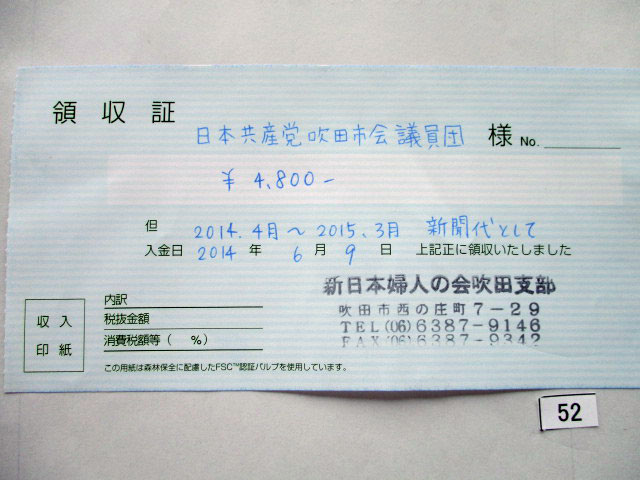 領収証
日本共産党吹田市会議員団 様 No.
¥ 4,800-
但 2014.4月~2015.3月 新聞代として
入金日 2014 年 6 月 9 日 上記正に領収いたしました
新日本婦人の会吹田支部
吹田市西の庄町7-29
TEL(06)6387-9146
FAX(06)6387-9342
収入
印紙
内訳
税抜金額
消費税額等( %)
この用紙は森林保全に配慮したFSC™認証パルプを使用しています。
52